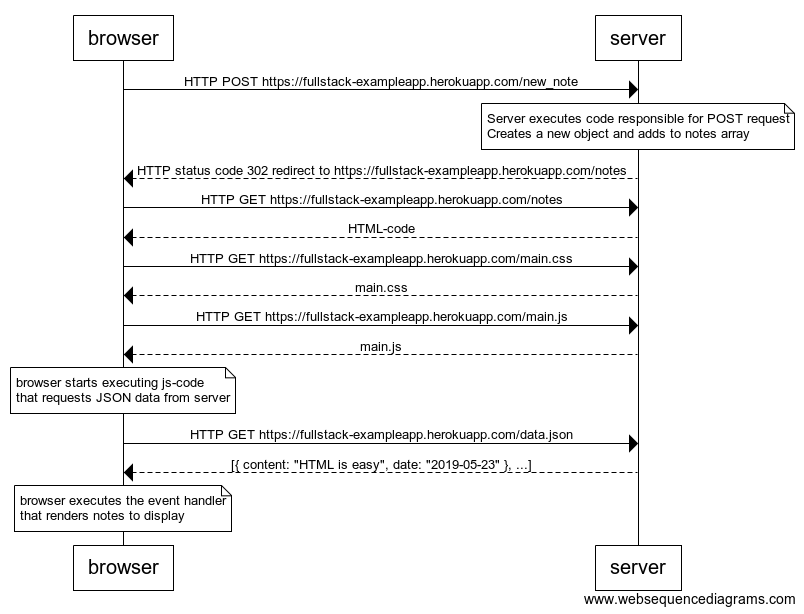 browser
server
HTTP POST https://fullstack-exampleapp.herokuapp.com/new_note
Server executes code responsible for POST request
Creates a new object and adds to notes array
HTTP status code 302 redirect to https://fullstack-exampleapp.herokuapp.com/notes
HTTP GET https://fullstack-exampleapp.herokuapp.com/notes
HTML-code
HTTP GET https://fullstack-exampleapp.herokuapp.com/main.css
main.css
HTTP GET https://fullstack-exampleapp.herokuapp.com/main.js
main.js
browser starts executing js-code
that requests JSON data from server
HTTP GET https://fullstack-exampleapp.herokuapp.com/data.json
[{ content: "HTML is easy", date: "2019-05-23" }, ...]
browser executes the event handler
that renders notes to display
browser
server
www.websequencediagrams.com